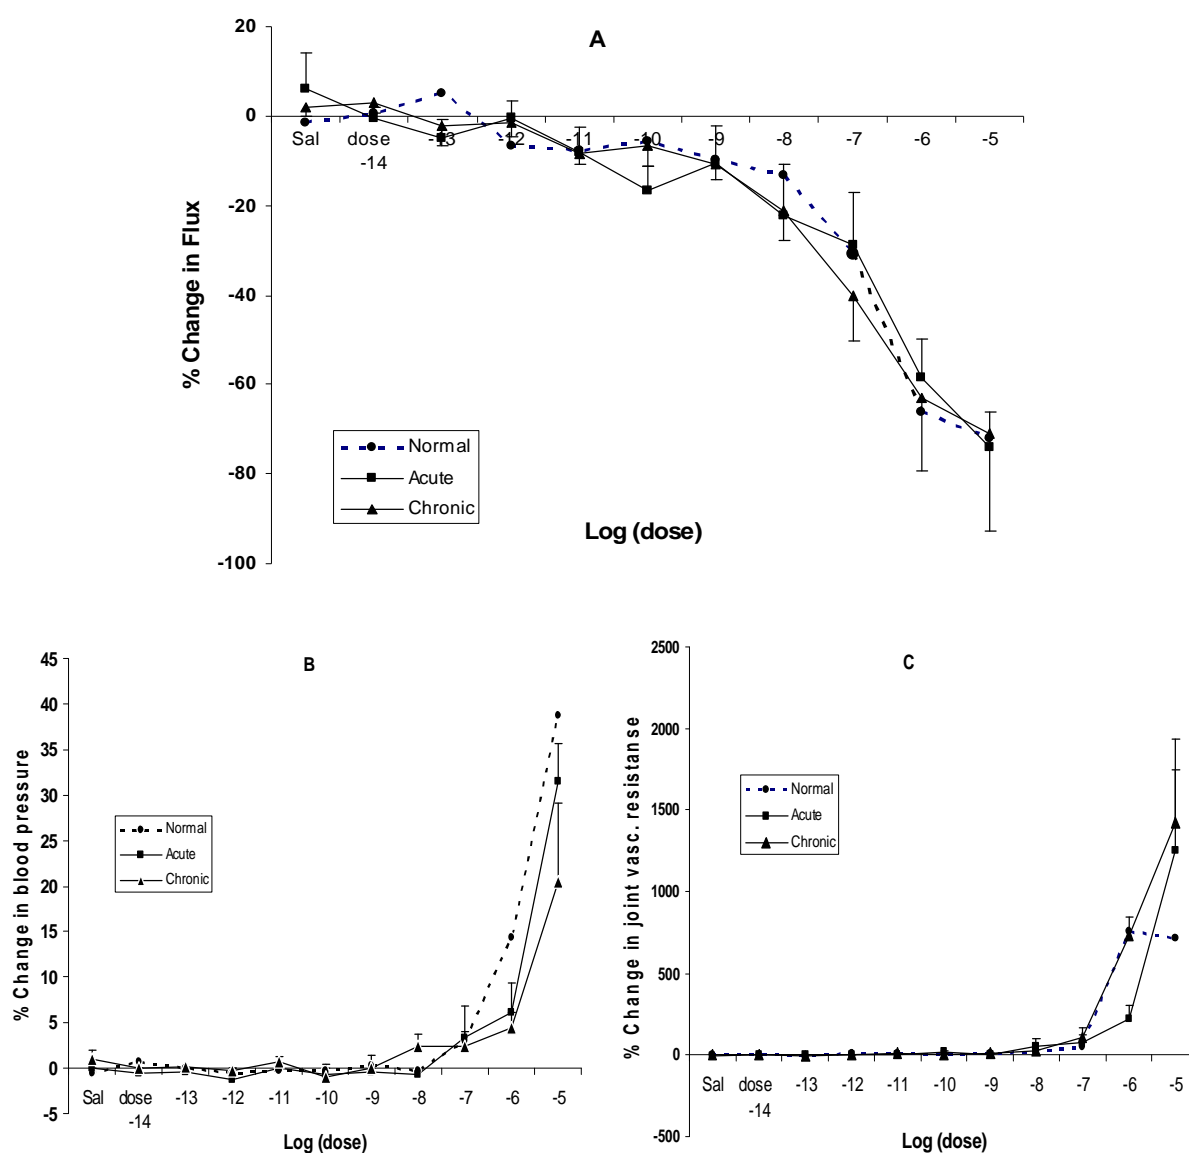 A
20
0
-20
-40
-60
-80
-100
% Change in Flux
Sal dose -13 -12 -11 -10 -9 -8 -7 -6 -5
-14
Normal
Acute
Chronic
Log (dose)
B
45
40
35
30
25
20
15
10
5
0
-5
% Change in blood pressure
Normal
Acute
Chronic
Sal dose -13 -12 -11 -10 -9 -8 -7 -6 -5
-14
Log (dose)
C
2500
2000
1500
1000
500
0
-500
% Change in joint vasc. resistanse
Normal
Acute
Chronic
Sal dose -13 -12 -11 -10 -9 -8 -7 -6 -5
-14
Log (dose)